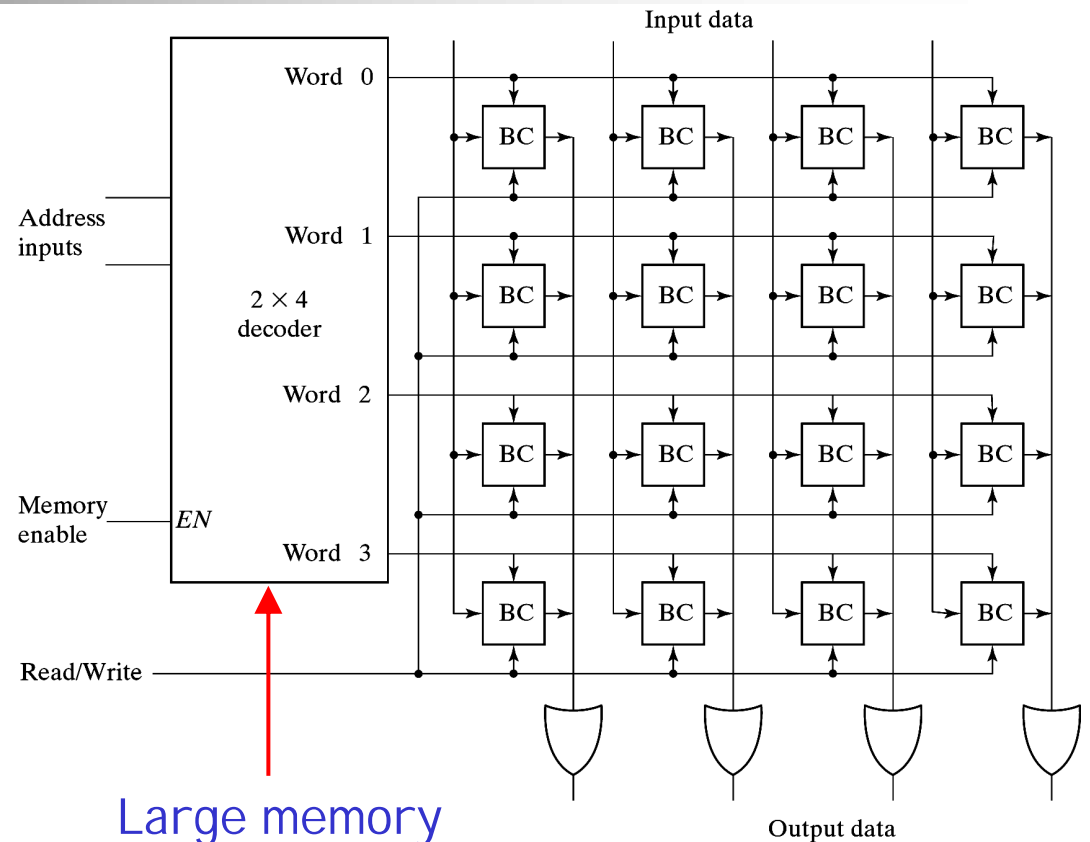 Input data
Word 0
BC BC BC BC
Address
inputs
Word 1
BC BC BC BC
2 × 4
decoder
Word 2
BC BC BC BC
Memory
enable
EN
Word 3
BC BC BC BC
Read/Write
Large memory
Output data